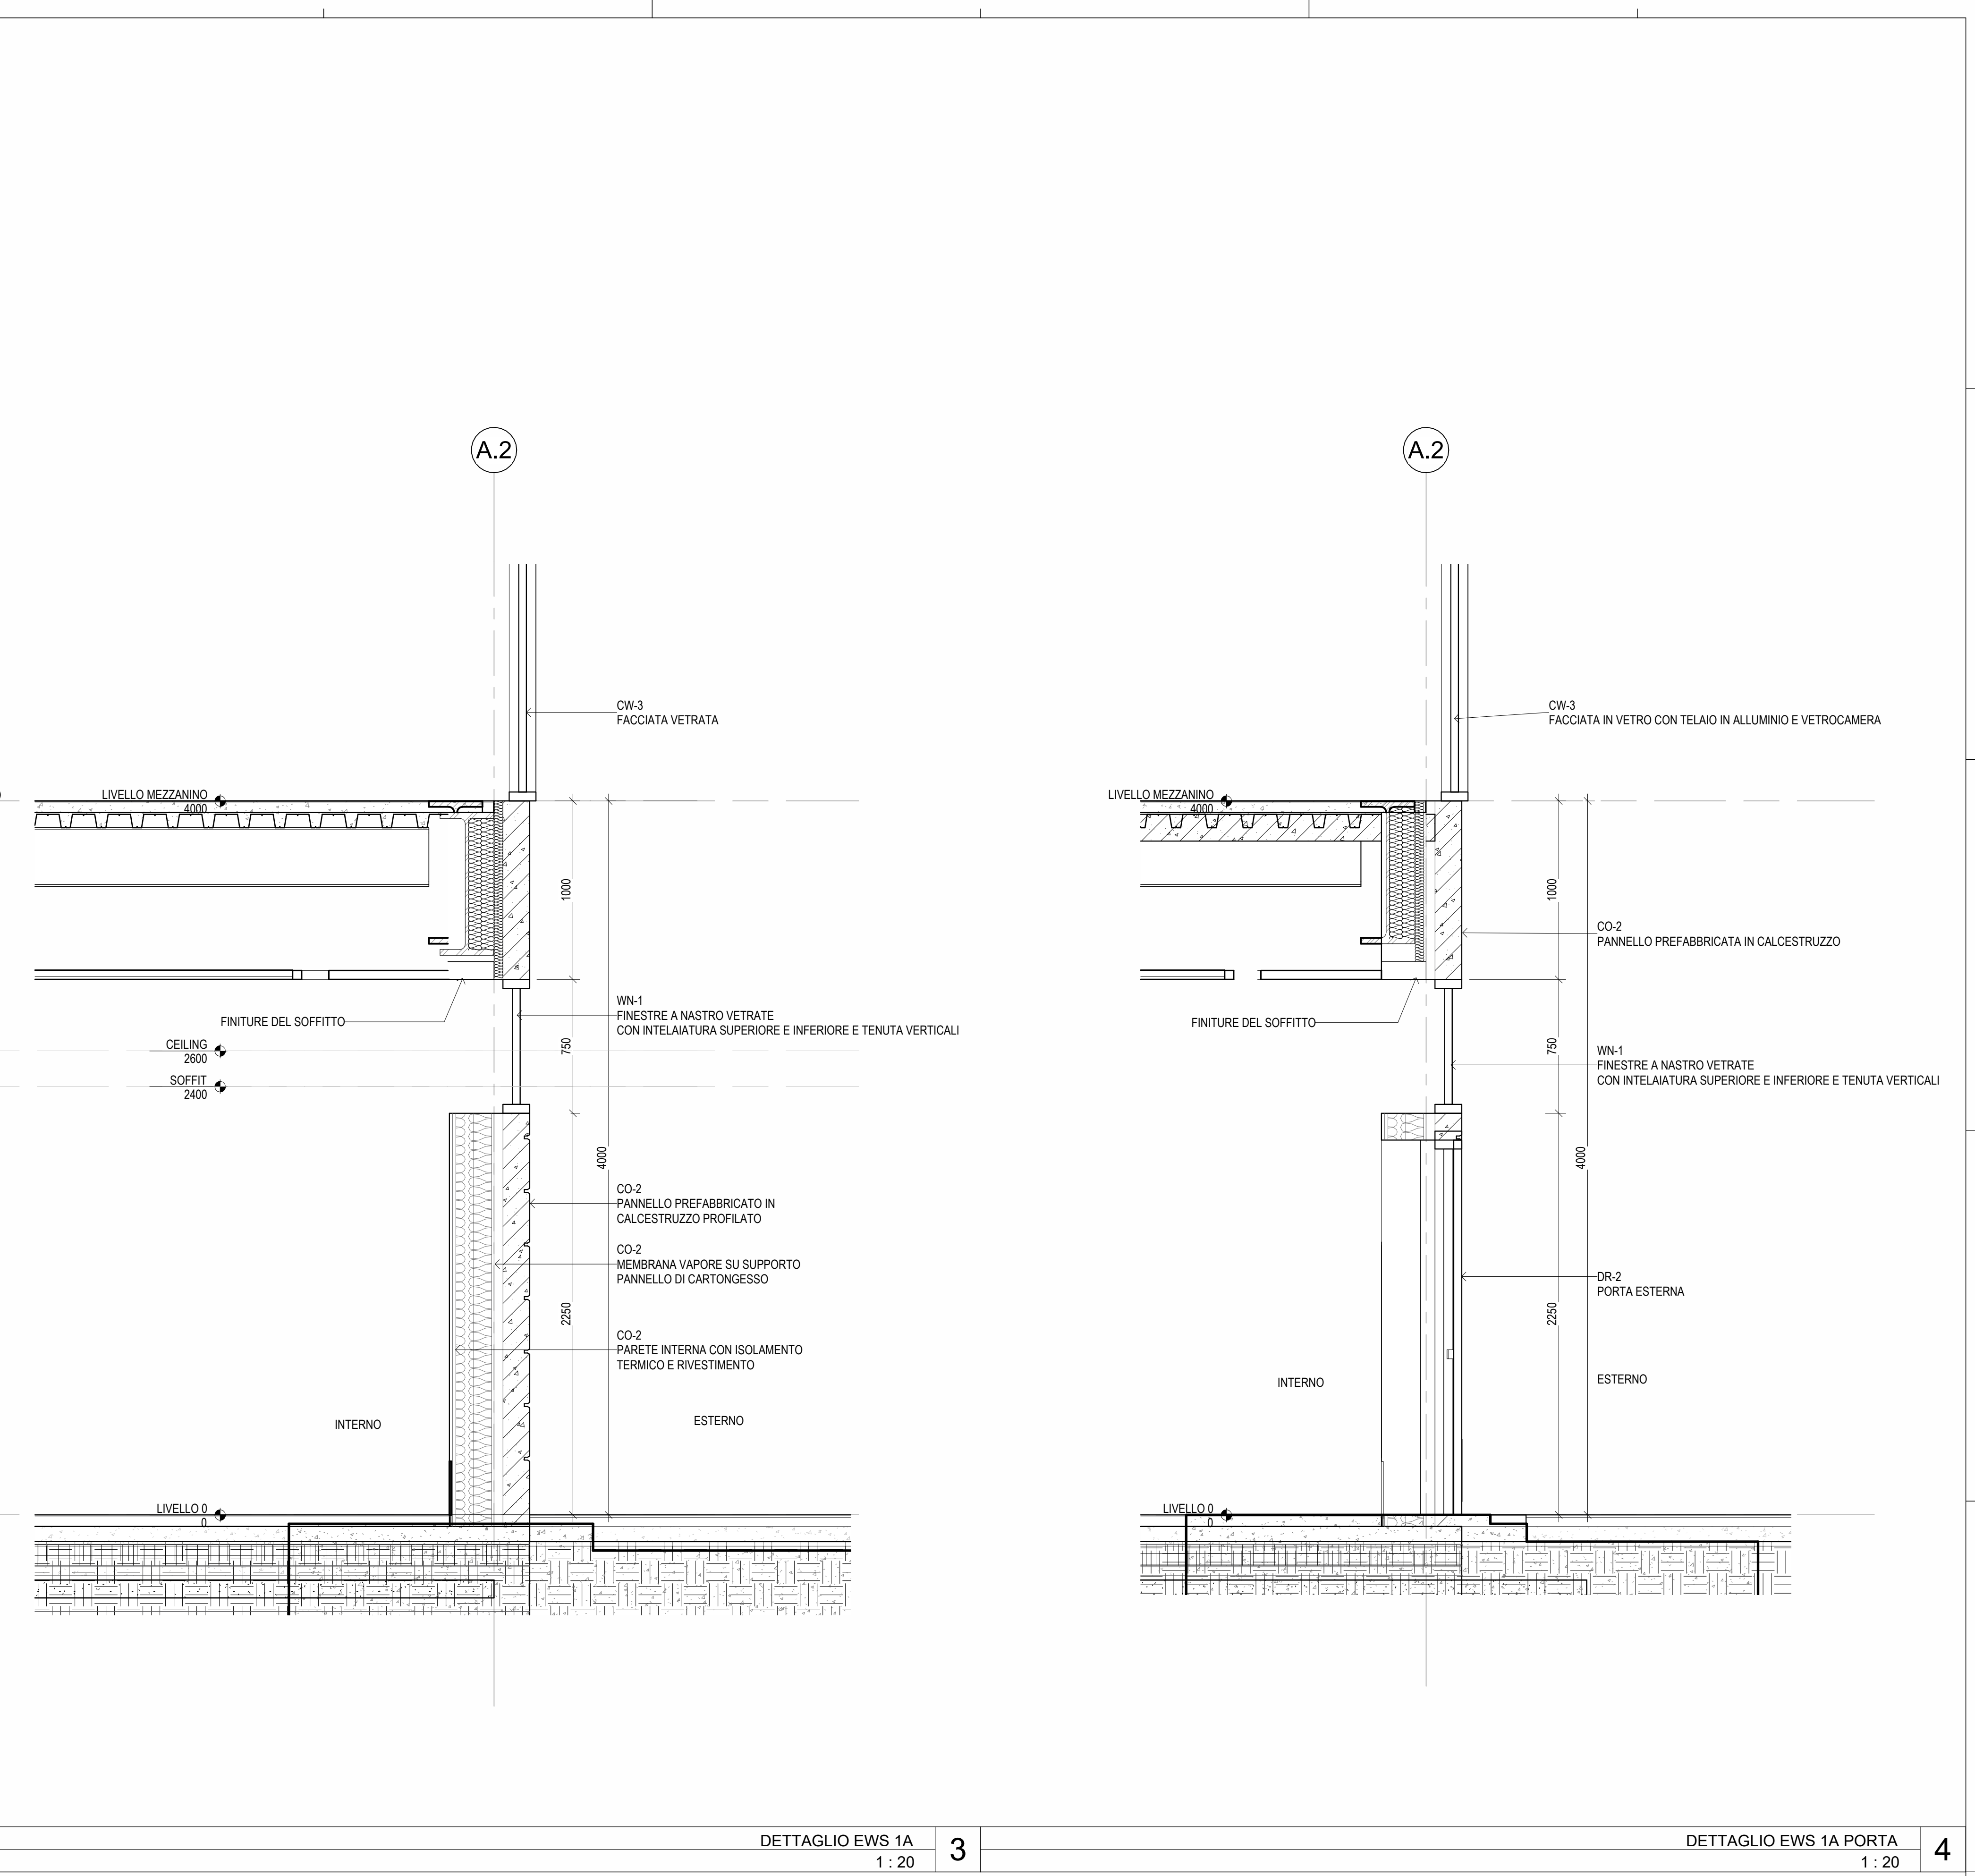 A.2
CW-3
FACCIATA VETRATA
LIVELLO MEZZANINO
4000
1000
FINITURE DEL SOFFITTO
WN-1
FINESTRE A NASTRO VETRATE
CON INTELAIATURA SUPERIORE E INFERIORE E TENUTA VERTICALI
CEILING
2600
SOFFIT
2400
750
4000
CO-2
PANNELLO PREFABBRICATO IN
CALCESTRUZZO PROFILATO
CO-2
MEMBRANA VAPORE SU SUPPORTO
PANNELLO DI CARTONGESSO
2250
CO-2
PARETE INTERNA CON ISOLAMENTO
TERMICO E RIVESTIMENTO
INTERNO
ESTERNO
LIVELLO 0
0
DETTAGLIO EWS 1A
1 : 20
3
A.2
CW-3
FACCIATA IN VETRO CON TELAIO IN ALLUMINIO E VETROCAMERA
LIVELLO MEZZANINO
4000
1000
CO-2
PANNELLO PREFABBRICATA IN CALCESTRUZZO
FINITURE DEL SOFFITTO
750
WN-1
FINESTRE A NASTRO VETRATE
CON INTELAIATURA SUPERIORE E INFERIORE E TENUTA VERTICALI
4000
DR-2
PORTA ESTERNA
2250
INTERNO
ESTERNO
LIVELLO 0
0
DETTAGLIO EWS 1A PORTA
1 : 20
4